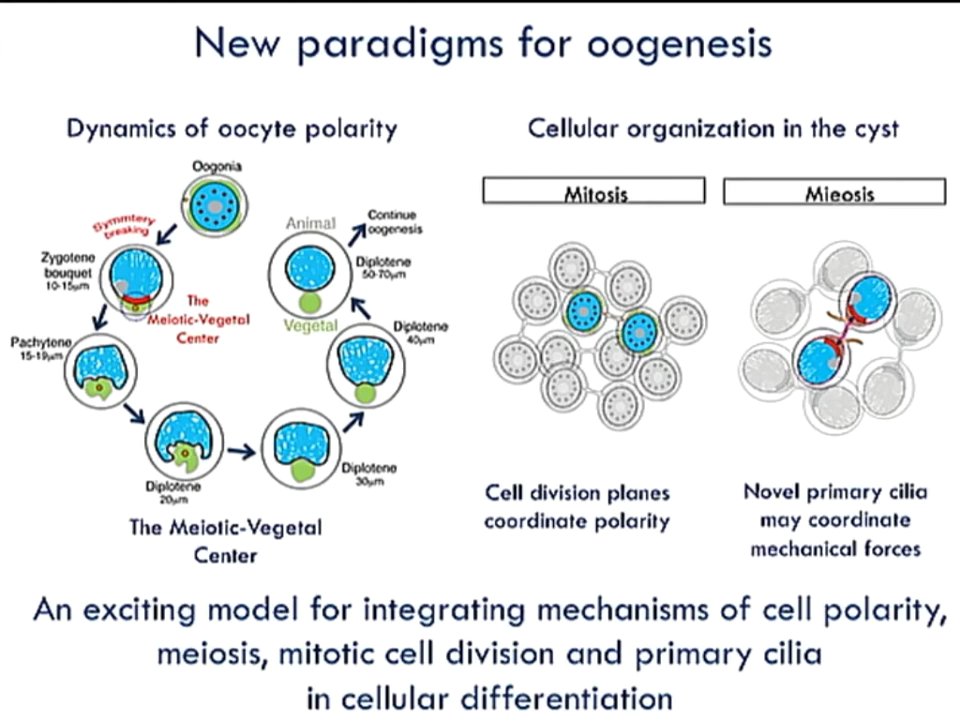 New paradigms for oogenesis
Dynamics of oocyte polarity
Oogonia
Symmtery
breaking
Zygotene
bouquet
10-15µm
The
Meiotic-Vegetal
Center
Pachytene
15-19µm
Diplotene
20µm
Diplotene
30µm
Diplotene
40µm
Animal
Vegetal
Diplotene
50-70µm
Continue
oogenesis
The Meiotic-Vegetal
Center
Cellular organization in the cyst
Mitosis
Mieosis
Cell division planes
coordinate polarity
Novel primary cilia
may coordinate
mechanical forces
An exciting model for integrating mechanisms of cell polarity,
meiosis, mitotic cell division and primary cilia
in cellular differentiation